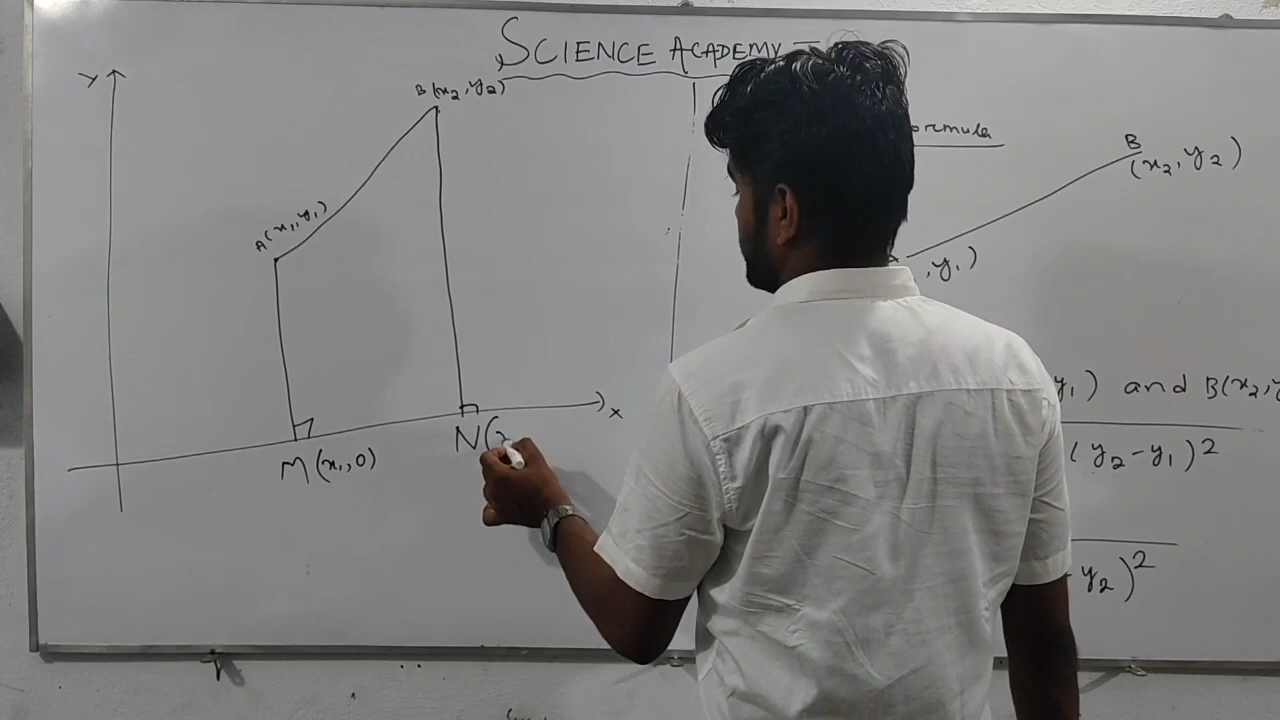 SCIENCE ACADEMY
Y
B(x₂, y₂)
A(x₁, y₁)
M(x₁, 0)
N(x
x
B
(x₂, y₂)
, y₁)
y₁) and B(x₂,
(y₂-y₁)²
y₂)²